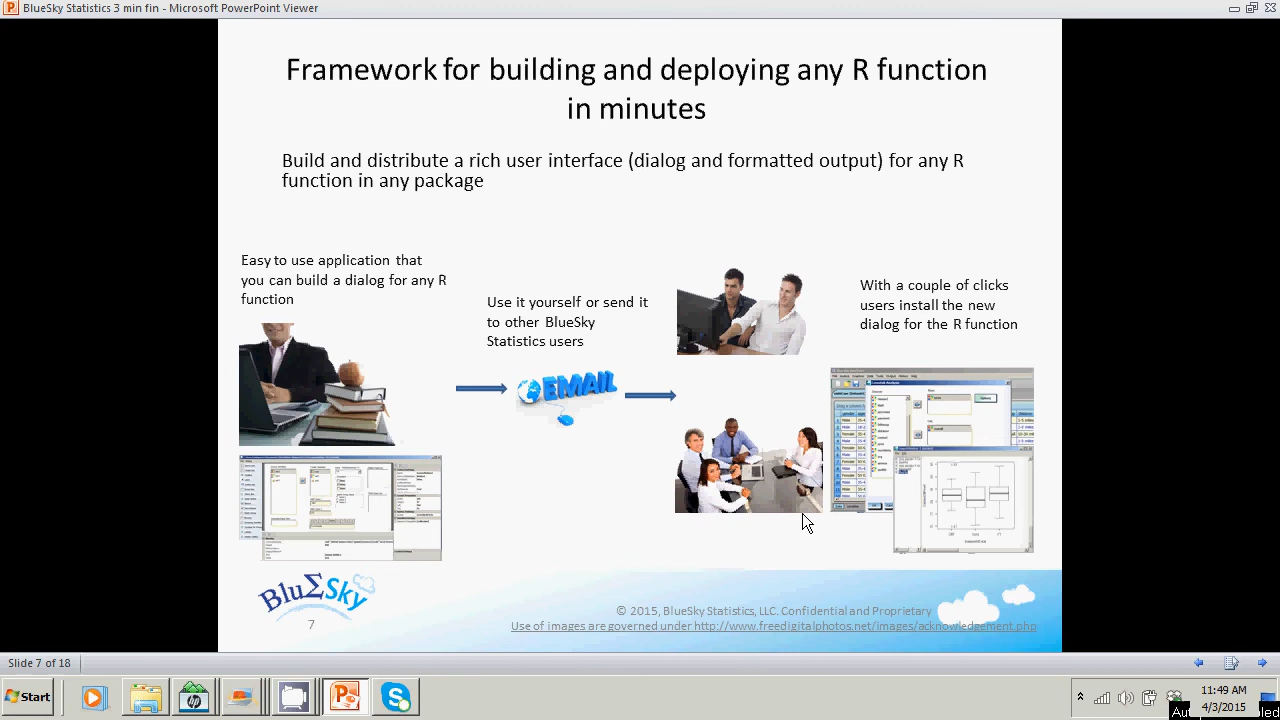 BlueSky Statistics 3 min fin - Microsoft PowerPoint Viewer
Framework for building and deploying any R function
in minutes
Build and distribute a rich user interface (dialog and formatted output) for any R
function in any package
Easy to use application that
you can build a dialog for any R
function
Use it yourself or send it
to other BlueSky
Statistics users
With a couple of clicks
users install the new
dialog for the R function
EMAIL
BluΣSky
7
© 2015, BlueSky Statistics, LLC. Confidential and Proprietary
Use of images are governed under http://www.freedigitalphotos.net/images/acknowledgement.php
Slide 7 of 18
Start
hp
11:49 AM
4/3/2015